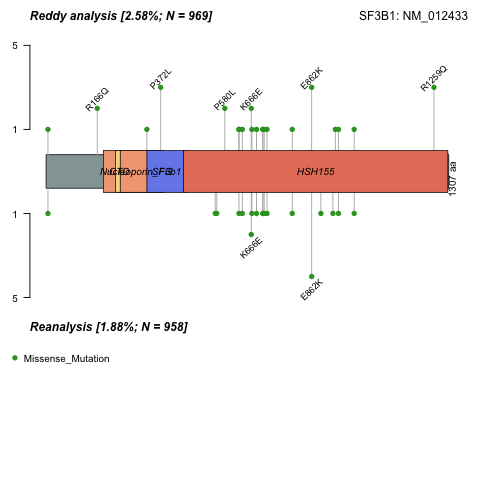 Reddy analysis [2.58%; N = 969]
SF3B1: NM_012433
5
R166Q
P372L
P580L
K666E
E862K
R1259Q
1
SF3b1
HSH155
1307 aa
1
K666E
E862K
5
Reanalysis [1.88%; N = 958]
Missense_Mutation